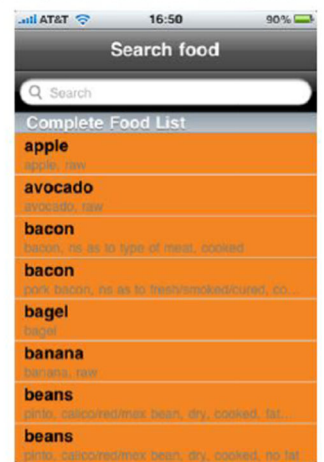 AT&T 16:50 90%
Search food
Search
Complete Food List
apple
apple, raw
avocado
avocado, raw
bacon
bacon, ns as to type of meat, cooked
bacon
pork bacon, ns as to fresh/smoked/cured, co...
bagel
bagel
banana
banana, raw
beans
pinto, calico/red/mex bean, dry, cooked, fat...
beans
pinto, calico/red/mex bean, dry, cooked, no fat